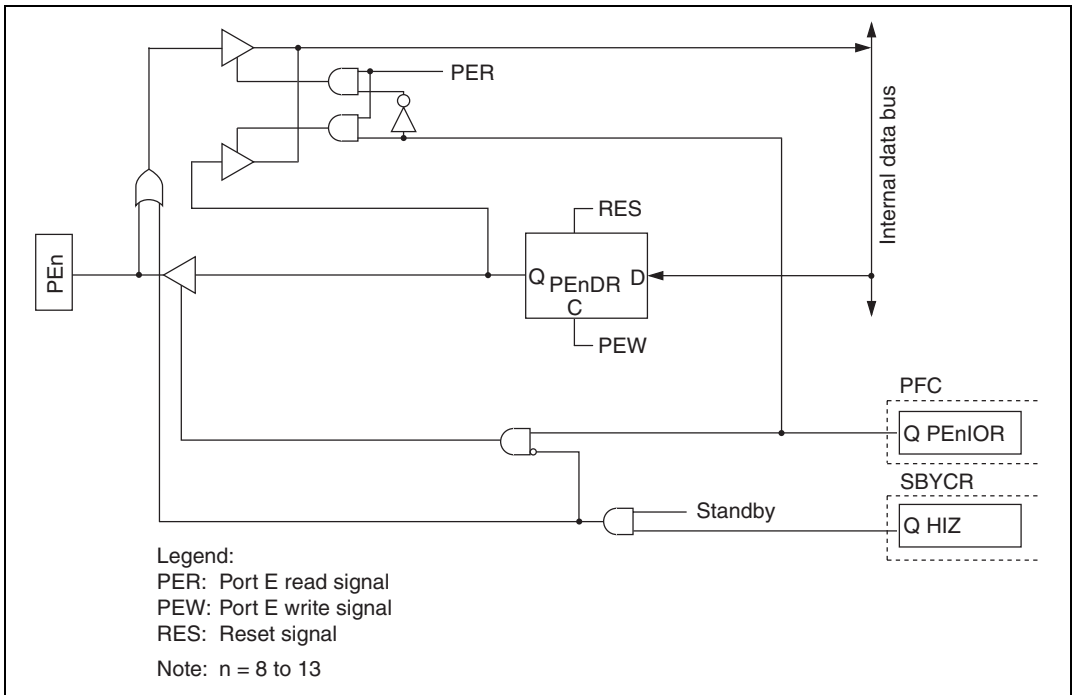 PER
Internal data bus
RES
PEn
Q PEnDR D
C
PEW
PFC
Q PEnIOR
SBYCR
Standby
Q HIZ
Legend:
PER: Port E read signal
PEW: Port E write signal
RES: Reset signal
Note: n = 8 to 13